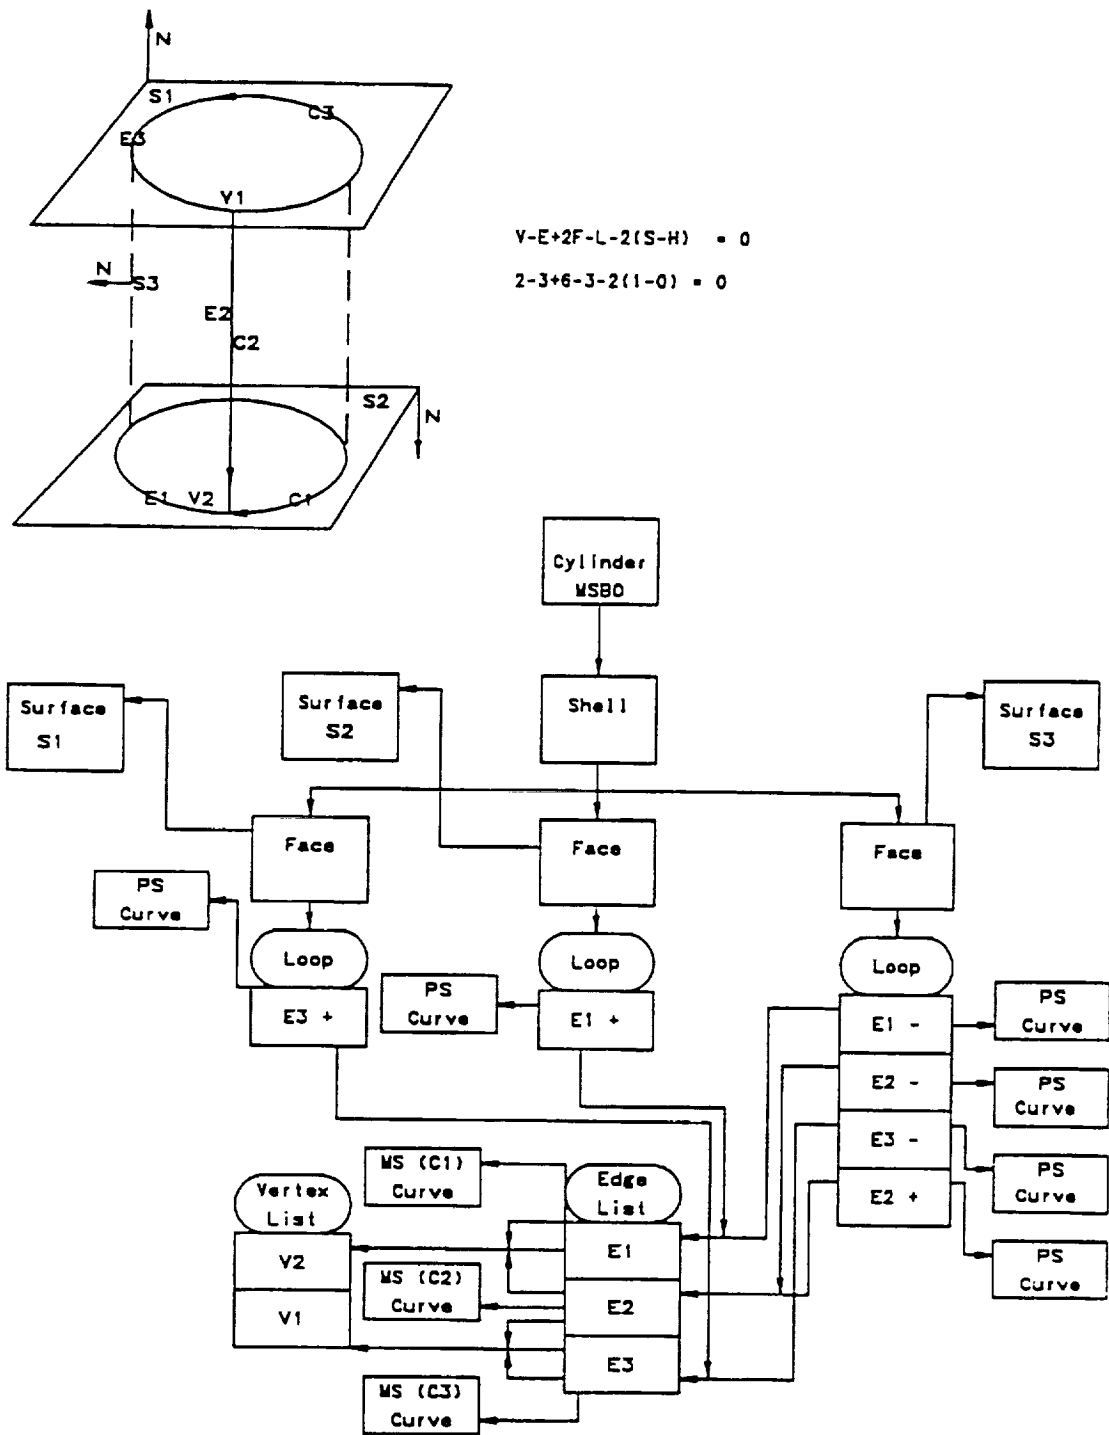 N
S1
C3
E3
V1
V-E+2F-L-2(S-H) = 0
N
S3
2-3+6-3-2(1-0) = 0
E2
C2
S2
N
E1
V2
C1
Cylinder
MSBO
Surface
S1
Surface
S2
Shell
Surface
S3
Face
Face
Face
PS
Curve
Loop
Loop
Loop
PS
Curve
E3 +
E1 +
E1 -
PS
Curve
E2 -
PS
Curve
E3 -
PS
Curve
E2 +
PS
Curve
MS (C1)
Curve
Vertex
List
Edge
List
V2
E1
MS (C2)
Curve
V1
E2
E3
MS (C3)
Curve